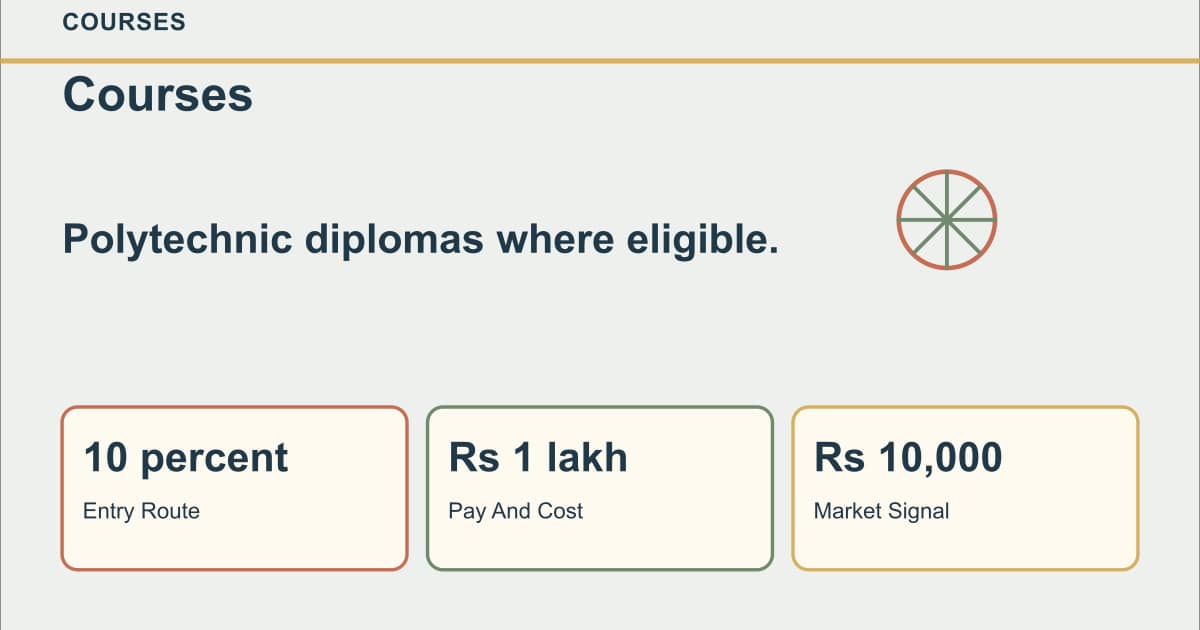 COURSES
Courses
Polytechnic diplomas where eligible.
10 percent
Entry Route
Rs 1 lakh
Pay And Cost
Rs 10,000
Market Signal